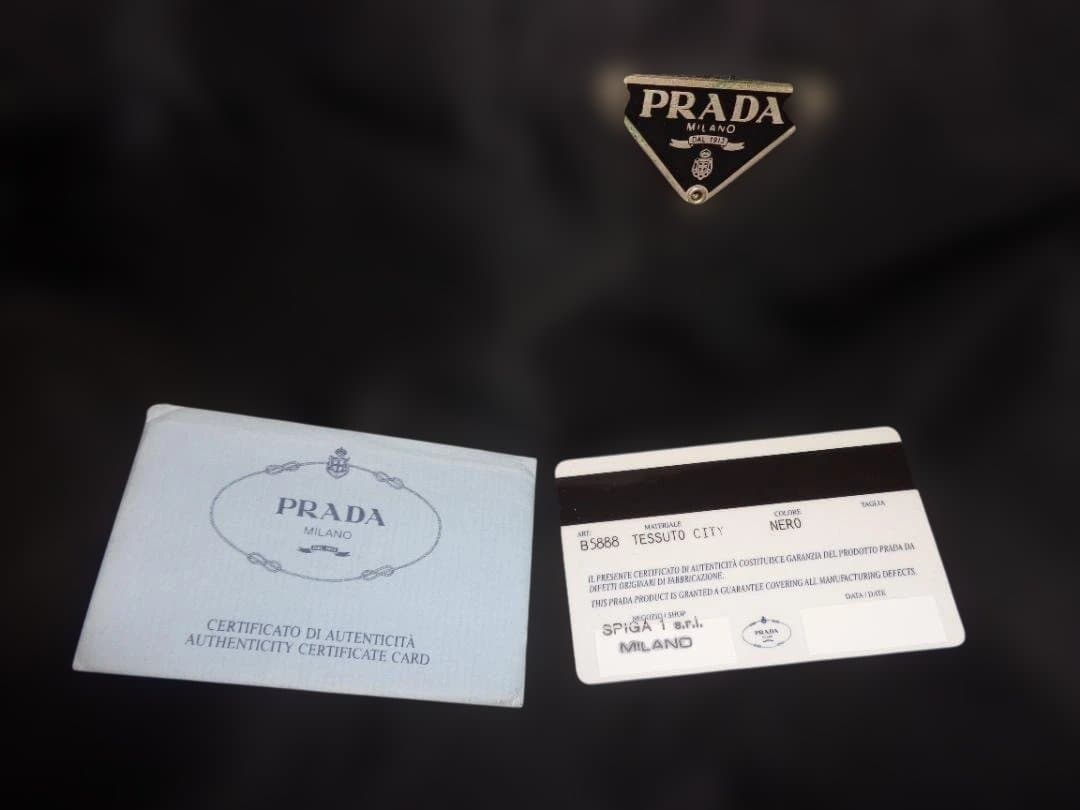 PRADA
MILANO
DAL 1913
PRADA
MILANO
DAL 1913
CERTIFICATO DI AUTENTICITÀ
AUTHENTICITY CERTIFICATE CARD
ART. MATERIALE COLORE TAGLIA
B5888 TESSUTO CITY NERO
IL PRESENTE CERTIFICATO DI AUTENTICITÀ COSTITUISCE GARANZIA DEL PRODOTTO PRADA DA
DIFETTI ORIGINARI DI FABBRICAZIONE.
THIS PRADA PRODUCT IS GRANTED A GUARANTEE COVERING ALL MANUFACTURING DEFECTS.
NEGOZIO / SHOP DATA / DATE
SPIGA 1 s.r.l.
MILANO
PRADA